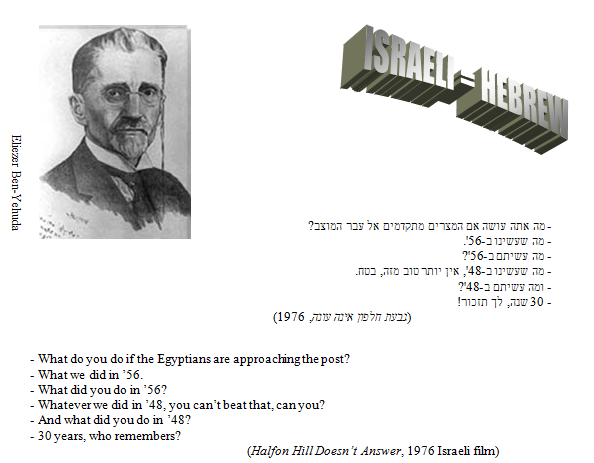 ISRAELI = HEBREW
Eliezer Ben-Yehuda
- מה אתה עושה אם המצרים מתקדמים אל עבר המוצב?
- מה שעשינו ב-56'.
- מה עשיתם ב-56'?
- מה שעשינו ב-48', אין יותר טוב מזה, בטח.
- ומה עשיתם ב-48'?
- 30 שנה, לך תזכור!
(גבעת חלפון אינה עונה, 1976)
- What do you do if the Egyptians are approaching the post?
- What we did in ’56.
- What did you do in ’56?
- Whatever we did in ’48, you can’t beat that, can you?
- And what did you do in ’48?
- 30 years, who remembers?
(Halfon Hill Doesn’t Answer, 1976 Israeli film)